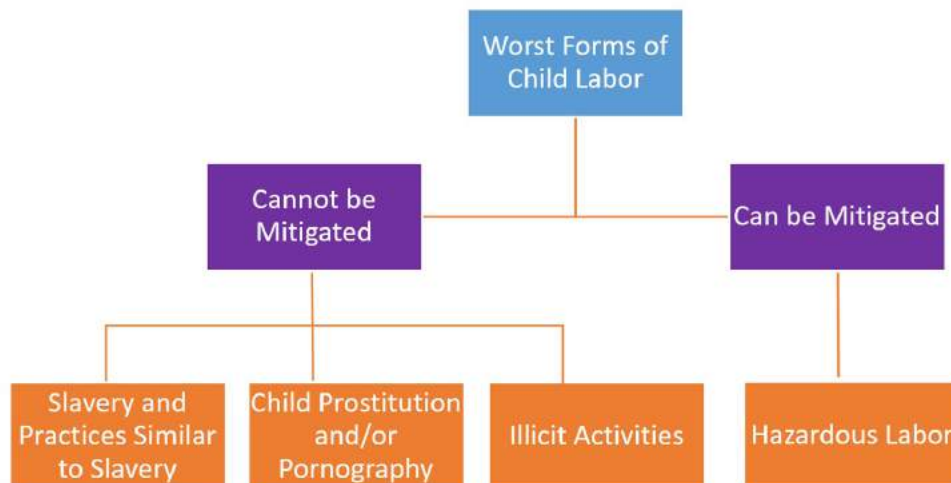 Worst Forms of
Child Labor
Cannot be
Mitigated
Can be Mitigated
Slavery and
Practices Similar
to Slavery
Child Prostitution
and/or
Pornography
Illicit Activities
Hazardous Labor